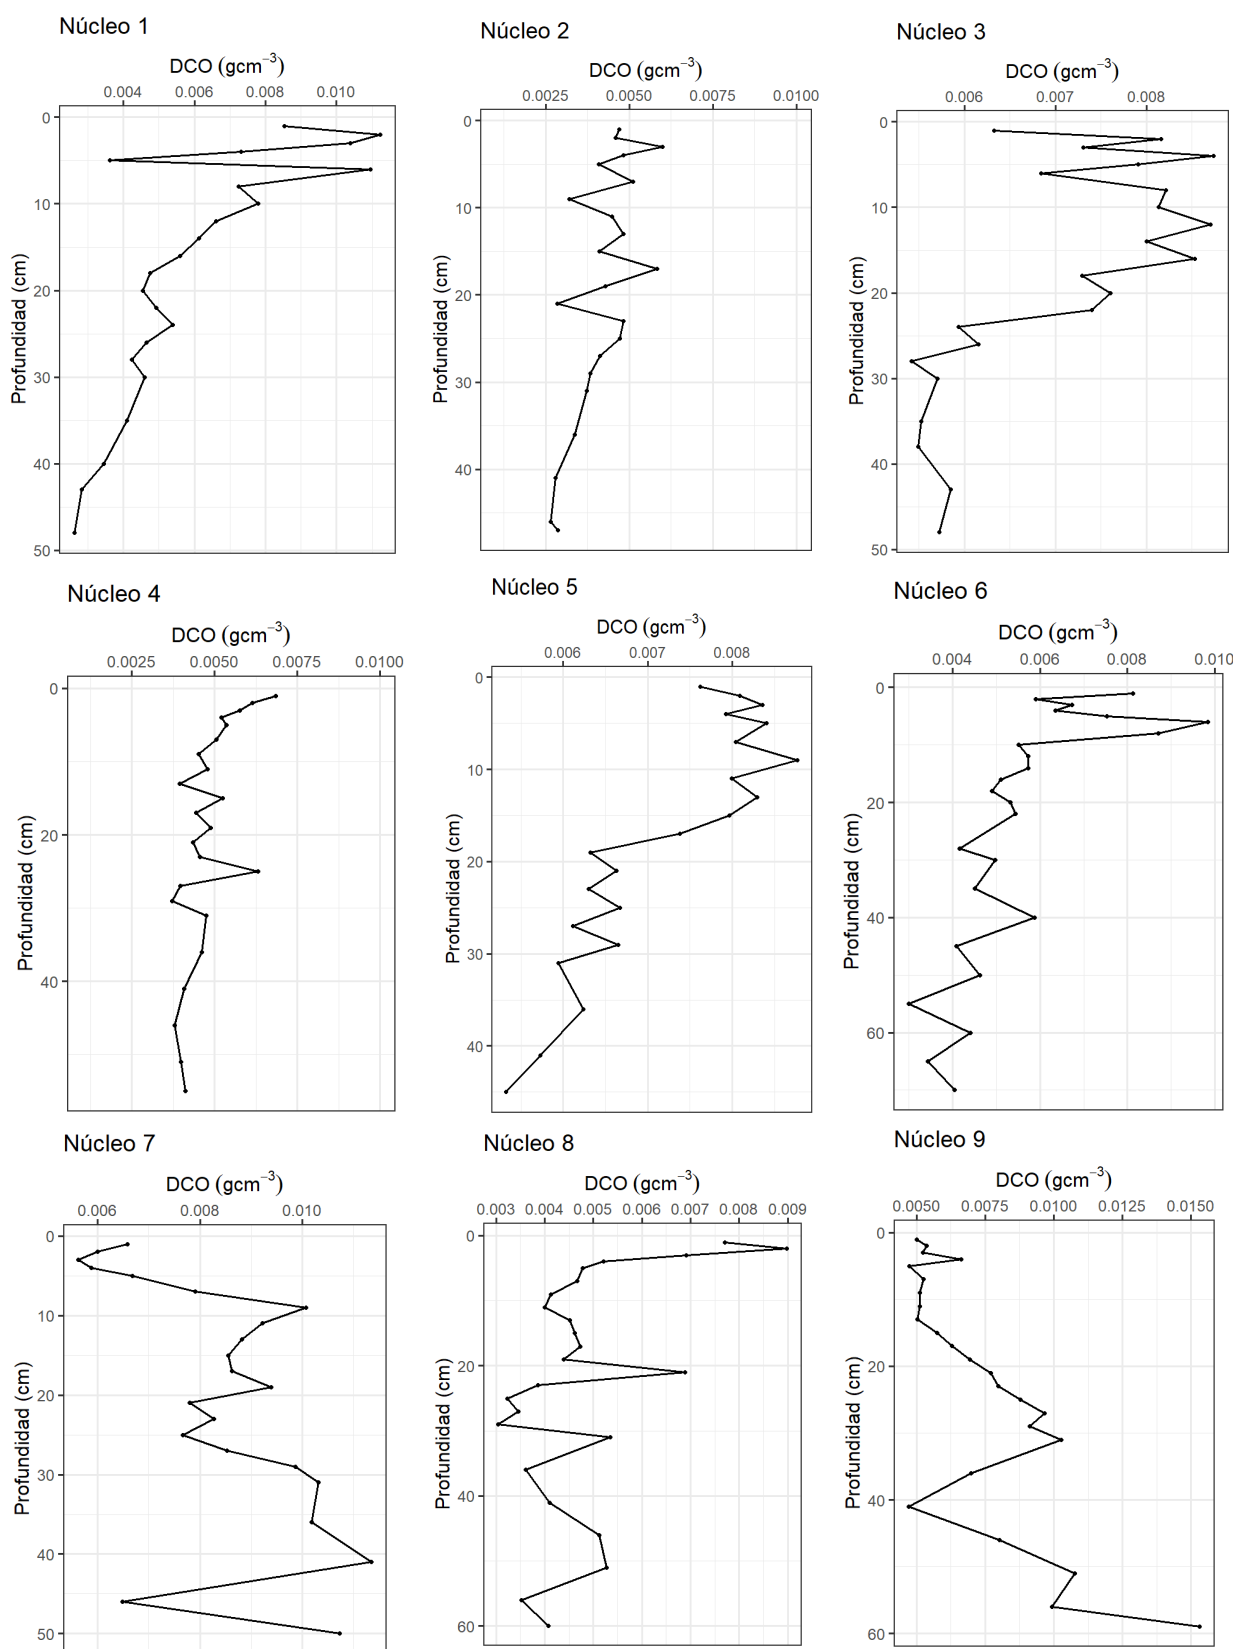 Núcleo 1
DCO (gcm⁻³)
0.004 0.006 0.008 0.010
0
10
20
30
40
50
Profundidad (cm)
Núcleo 2
DCO (gcm⁻³)
0.0025 0.0050 0.0075 0.0100
0
10
20
30
40
Profundidad (cm)
Núcleo 3
DCO (gcm⁻³)
0.006 0.007 0.008
0
10
20
30
40
50
Profundidad (cm)
Núcleo 4
DCO (gcm⁻³)
0.0025 0.0050 0.0075 0.0100
0
20
40
Profundidad (cm)
Núcleo 5
DCO (gcm⁻³)
0.006 0.007 0.008
0
10
20
30
40
Profundidad (cm)
Núcleo 6
DCO (gcm⁻³)
0.004 0.006 0.008 0.010
0
20
40
60
Profundidad (cm)
Núcleo 7
DCO (gcm⁻³)
0.006 0.008 0.010
0
10
20
30
40
50
Profundidad (cm)
Núcleo 8
DCO (gcm⁻³)
0.003 0.004 0.005 0.006 0.007 0.008 0.009
0
20
40
60
Profundidad (cm)
Núcleo 9
DCO (gcm⁻³)
0.0050 0.0075 0.0100 0.0125 0.0150
0
20
40
60
Profundidad (cm)